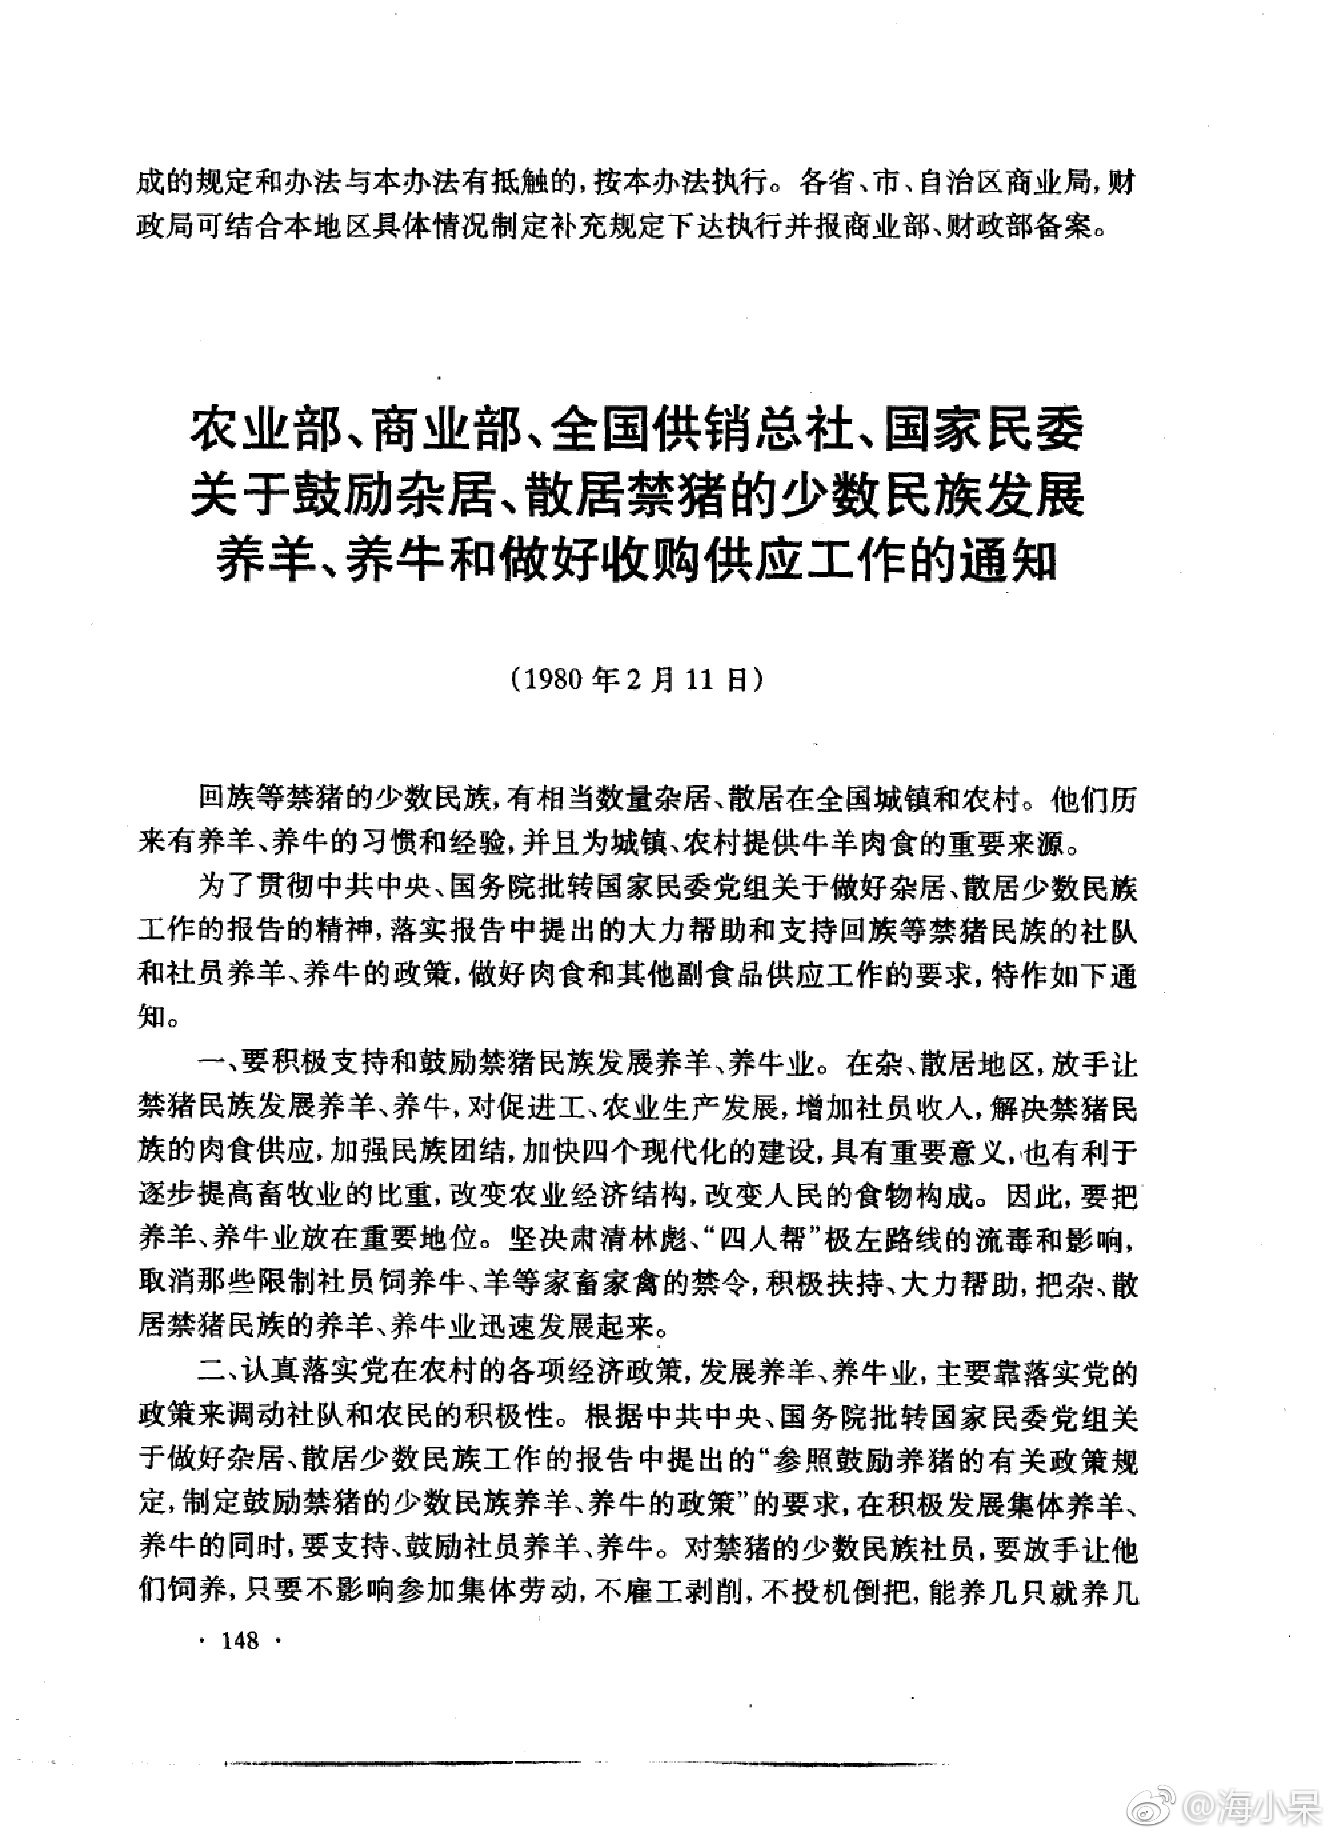 成的规定和办法与本办法有抵触的,按本办法执行。各省、市、自治区商业局,财
政局可结合本地区具体情况制定补充规定下达执行并报商业部、财政部备案。
农业部、商业部、全国供销总社、国家民委
关于鼓励杂居、散居禁猪的少数民族发展
养羊、养牛和做好收购供应工作的通知
(1980年2月11日)
回族等禁猪的少数民族,有相当数量杂居、散居在全国城镇和农村。他们历
来有养羊、养牛的习惯和经验,并且为城镇、农村提供牛羊肉食的重要来源。
为了贯彻中共中央、国务院批转国家民委党组关于做好杂居、散居少数民族
工作的报告的精神,落实报告中提出的大力帮助和支持回族等禁猪民族的社队
和社员养羊、养牛的政策,做好肉食和其他副食品供应工作的要求,特作如下通
知。
一、要积极支持和鼓励禁猪民族发展养羊、养牛业。在杂、散居地区,放手让
禁猪民族发展养羊、养牛,对促进工、农业生产发展,增加社员收人,解决禁猪民
族的肉食供应,加强民族团结,加快四个现代化的建设,具有重要意义,也有利于
逐步提高畜牧业的比重,改变农业经济结构,改变人民的食物构成。因此,要把
养羊、养牛业放在重要地位。坚决肃清林彪、“四人帮”极左路线的流毒和影响,
取消那些限制社员饲养牛、羊等家畜家禽的禁令,积极扶持、大力帮助,把杂、散
居禁猪民族的养羊、养牛业迅速发展起来。
二、认真落实党在农村的各项经济政策,发展养羊、养牛业,主要靠落实党的
政策来调动社队和农民的积极性。根据中共中央、国务院批转国家民委党组关
于做好杂居、散居少数民族工作的报告中提出的“参照鼓励养猪的有关政策规
定,制定鼓励禁猪的少数民族养羊、养牛的政策”的要求,在积极发展集体养羊、
养牛的同时,要支持、鼓励社员养羊、养牛。对禁猪的少数民族社员,要放手让他
们饲养,只要不影响参加集体劳动,不雇工剥削,不投机倒把,能养几只就养几
· 148 ·
@海小呆